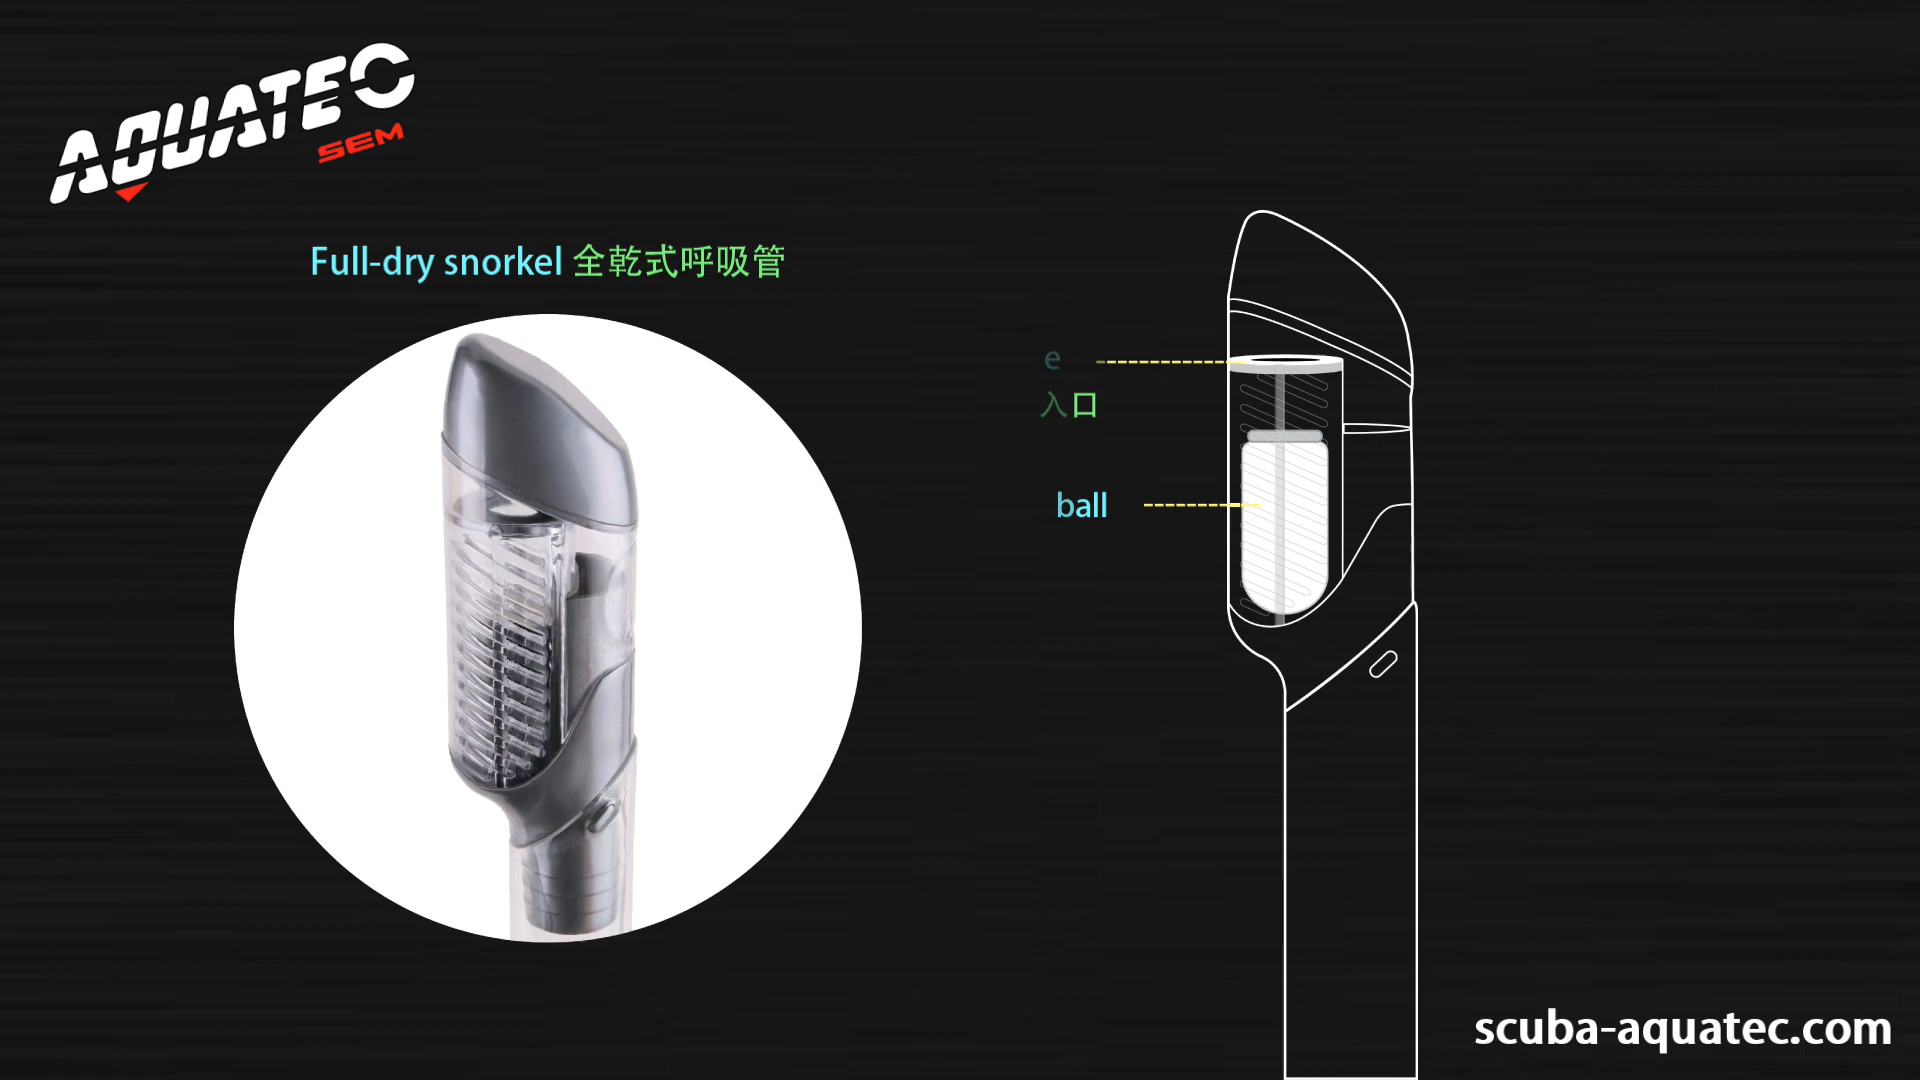 AQUATEC
SEM
Full-dry snorkel 全乾式呼吸管
e
入口
ball
scuba-aquatec.com